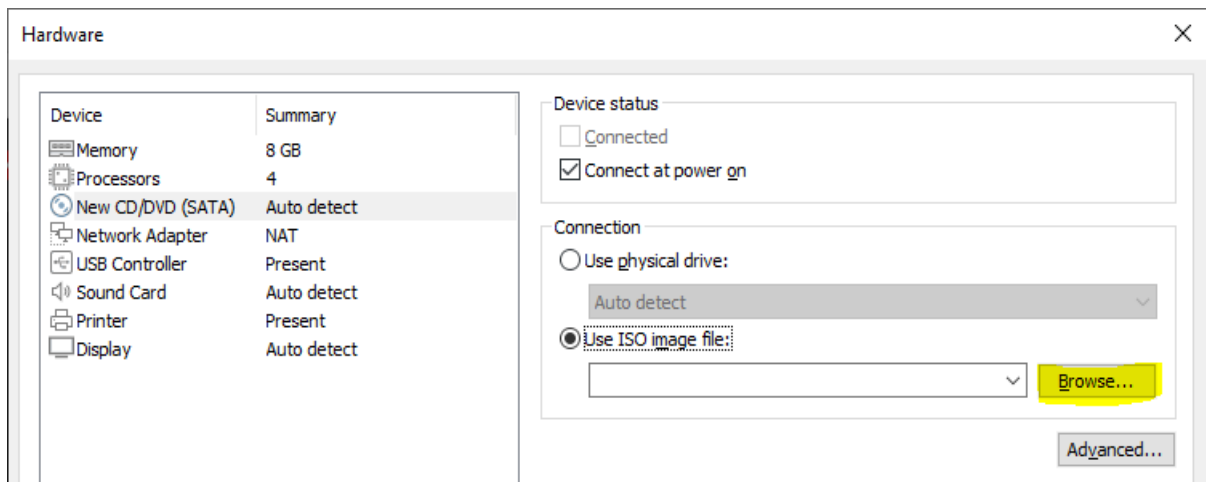 Hardware
Device Summary
Memory 8 GB
Processors 4
New CD/DVD (SATA) Auto detect
Network Adapter NAT
USB Controller Present
Sound Card Auto detect
Printer Present
Display Auto detect
Device status
Connected
Connect at power on
Connection
Use physical drive:
Auto detect
Use ISO image file:
Browse...
Advanced...